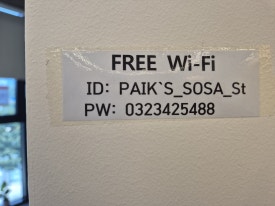 FREE Wi-Fi
ID: PAIK`S_SOSA_St
PW: 0323425488